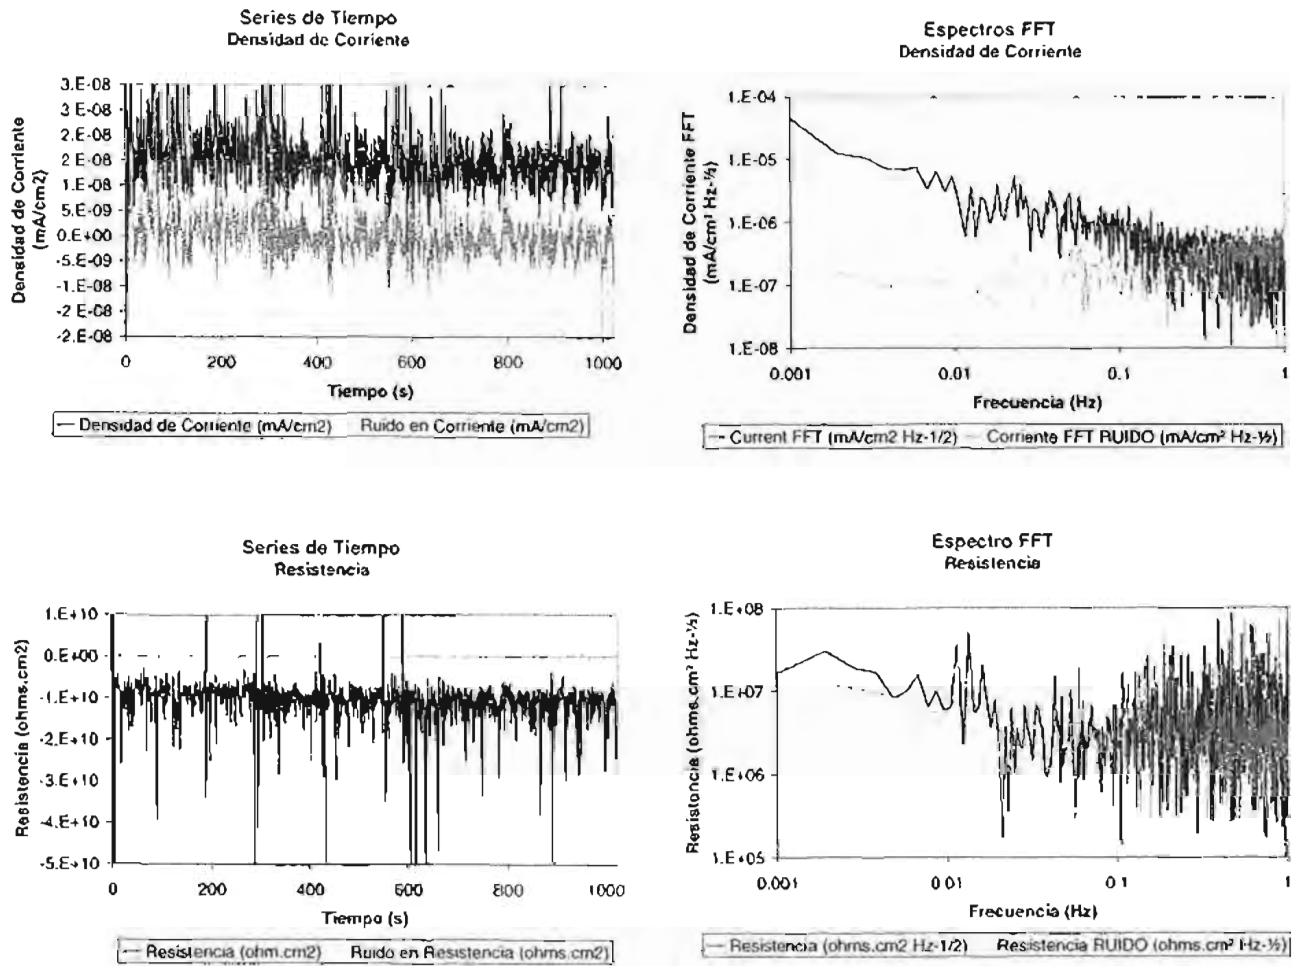 Series de Tiempo
Densidad de Corriente
3.E-08
2.E-08
2.E-08
1.E-08
5.E-09
0.E+00
-5.E-09
-1.E-08
-2.E-08
-2.E-08
Densidad de Corriente
(mA/cm2)
0 200 400 600 800 1000
Tiempo (s)
Densidad de Corriente (mA/cm2) Ruido en Corriente (mA/cm2)
Espectros FFT
Densidad de Corriente
1.E-04
1.E-05
1.E-06
1.E-07
1.E-08
Densidad de Corriente FFT
(mA/cm² Hz-½)
0.001 0.01 0.1 1
Frecuencia (Hz)
Current FFT (mA/cm2 Hz-1/2) Corriente FFT RUIDO (mA/cm² Hz-½)
Series de Tiempo
Resistencia
1.E+10
0.E+00
-1.E+10
-2.E+10
-3.E+10
-4.E+10
-5.E+10
Resistencia (ohms.cm2)
0 200 400 600 800 1000
Tiempo (s)
Resistencia (ohm.cm2) Ruido en Resistencia (ohms.cm2)
Espectro FFT
Resistencia
1.E+08
1.E+07
1.E+06
1.E+05
Resistencia (ohms.cm² Hz-½)
0.001 0.01 0.1 1
Frecuencia (Hz)
Resistencia (ohms.cm2 Hz-1/2) Resistencia RUIDO (ohms.cm² Hz-½)